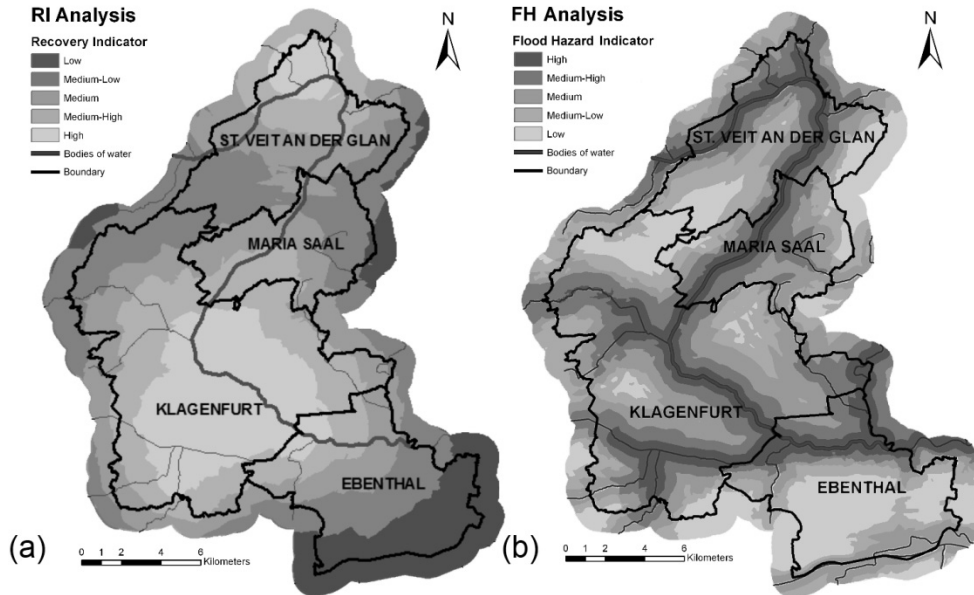 RI Analysis
Recovery Indicator
Low
Medium-Low
Medium
Medium-High
High
Bodies of water
Boundary
N
ST. VEIT AN DER GLAN
MARIA SAAL
KLAGENFURT
EBENTHAL
(a)
0 1 2 4 6
Kilometers
FH Analysis
Flood Hazard Indicator
High
Medium-High
Medium
Medium-Low
Low
Bodies of water
Boundary
N
ST. VEIT AN DER GLAN
MARIA SAAL
KLAGENFURT
EBENTHAL
(b)
0 1 2 4 6
Kilometers